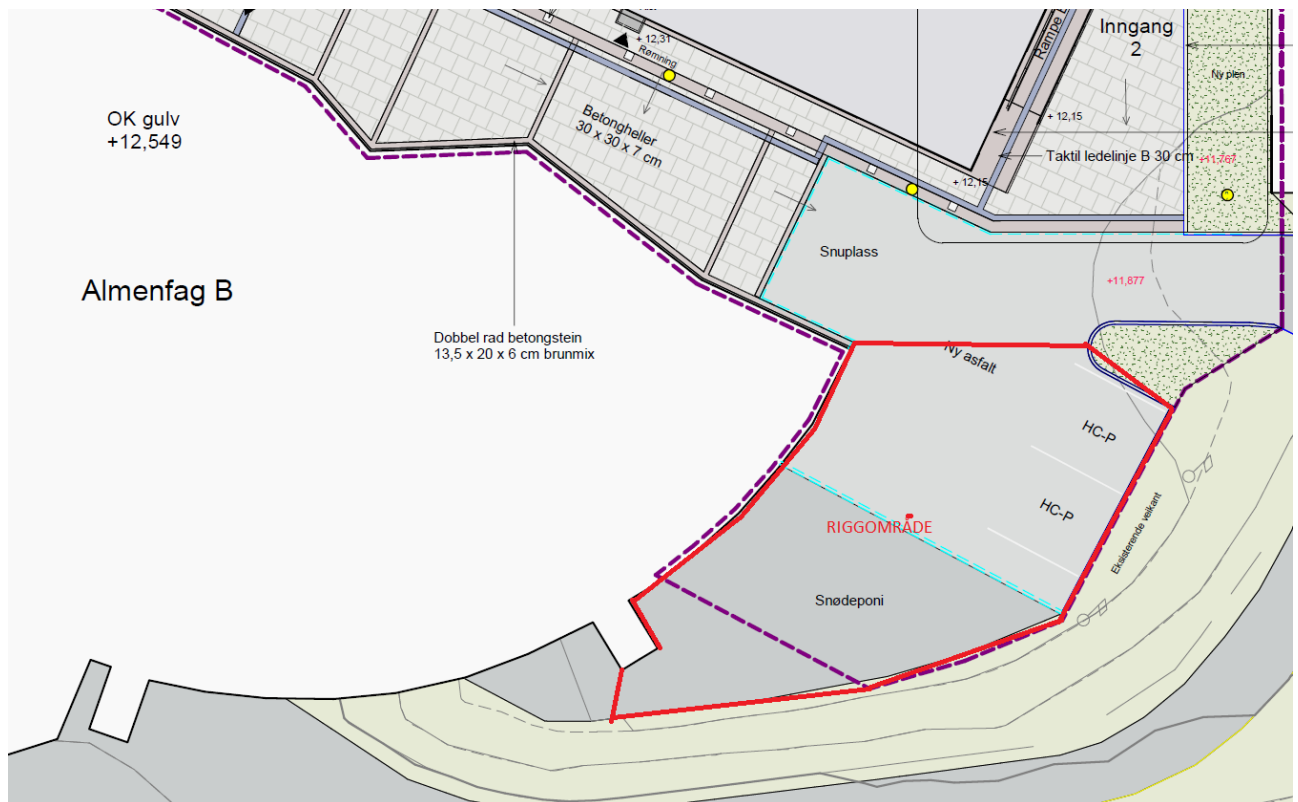 + 12,31
Rømning
Rampe
Inngang
2
Ny plen
OK gulv
+12,549
Betongheller
30 x 30 x 7 cm
+ 12,15
Taktil ledelinje B 30 cm
+11,767
+ 12,15
Snuplass
+11,877
Almenfag B
Dobbel rad betongstein
13,5 x 20 x 6 cm brunmix
Ny asfalt
HC-P
HC-P
RIGGOMRÅDE
Eksisterende veikant
Snødeponi